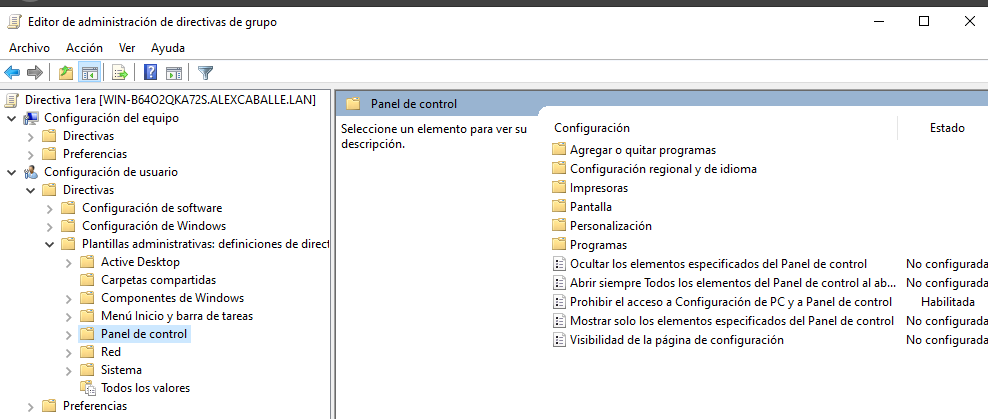 Editor de administración de directivas de grupo
Archivo Acción Ver Ayuda
Directiva 1era [WIN-B64O2QKA72S.ALEXCABALLE.LAN]
Configuración del equipo
Directivas
Preferencias
Configuración de usuario
Directivas
Configuración de software
Configuración de Windows
Plantillas administrativas: definiciones de direct
Active Desktop
Carpetas compartidas
Componentes de Windows
Menú Inicio y barra de tareas
Panel de control
Red
Sistema
Todos los valores
Preferencias
Panel de control
Seleccione un elemento para ver su
descripción.
Configuración Estado
Agregar o quitar programas
Configuración regional y de idioma
Impresoras
Pantalla
Personalización
Programas
Ocultar los elementos especificados del Panel de control No configurada
Abrir siempre Todos los elementos del Panel de control al ab... No configurada
Prohibir el acceso a Configuración de PC y a Panel de control Habilitada
Mostrar solo los elementos especificados del Panel de control No configurada
Visibilidad de la página de configuración No configurada